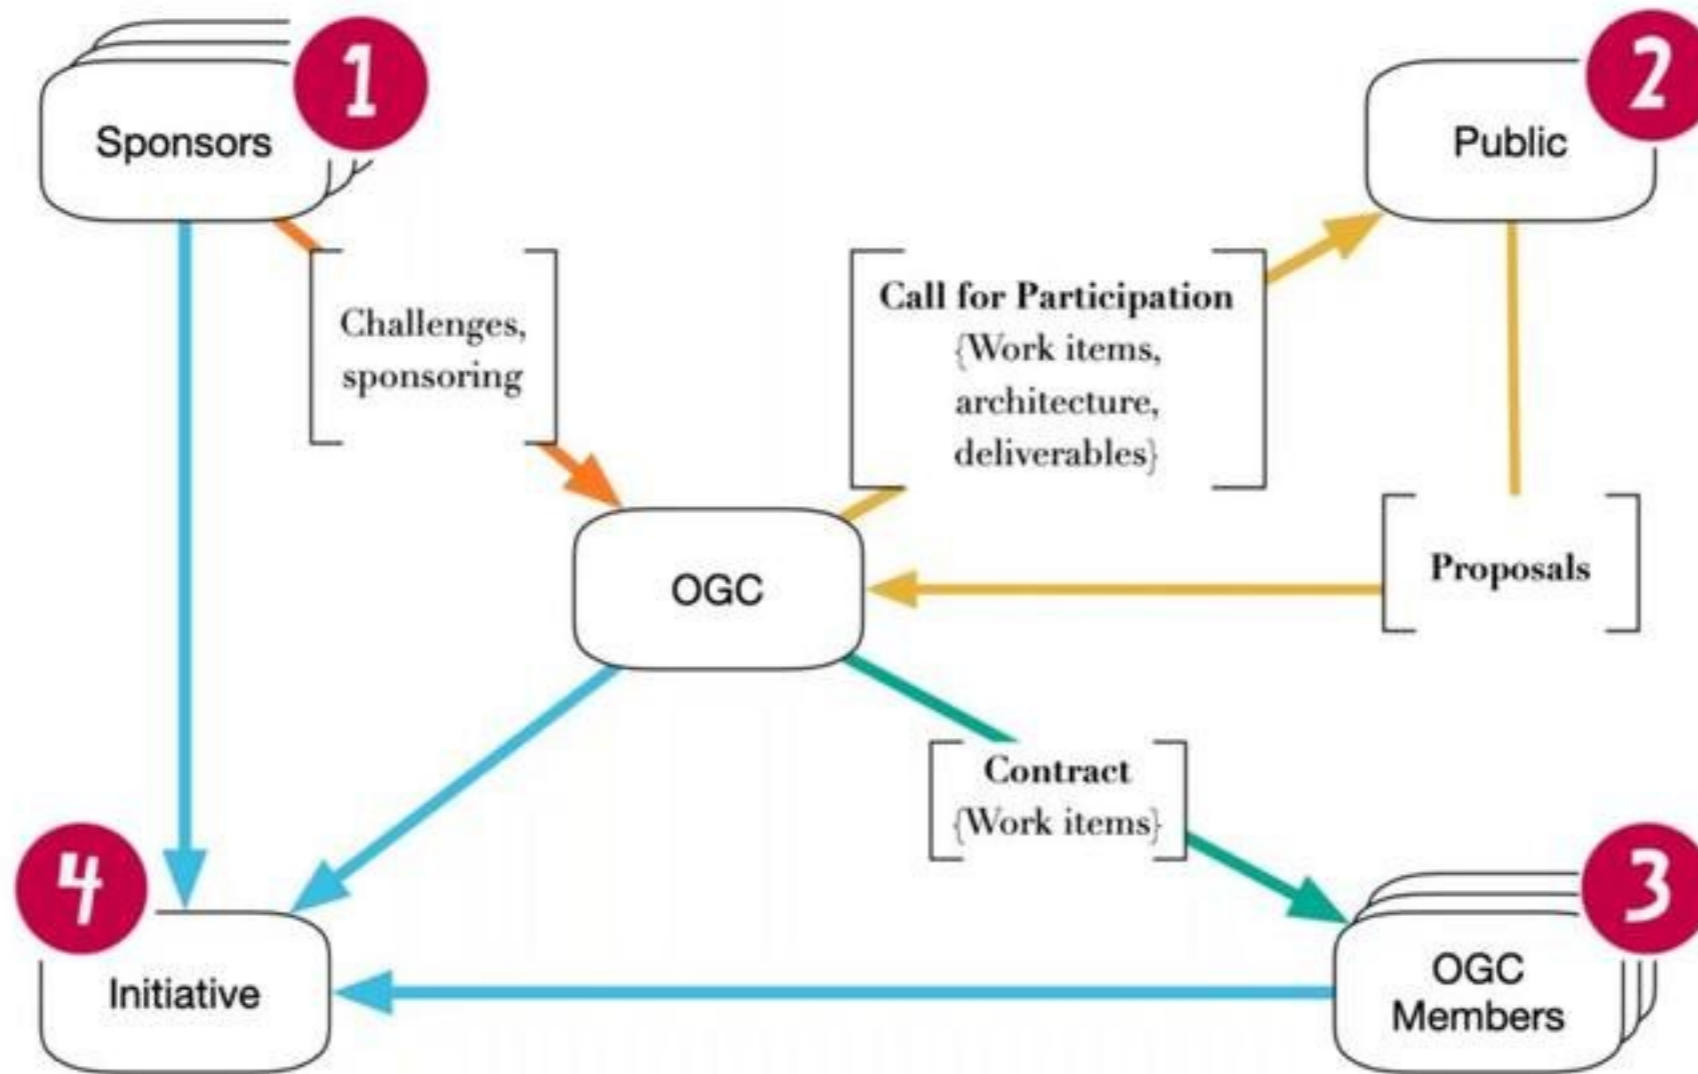 1
Sponsors
2
Public
Challenges,
sponsoring
Call for Participation
{Work items,
architecture,
deliverables}
Proposals
OGC
Contract
{Work items}
4
Initiative
3
OGC
Members